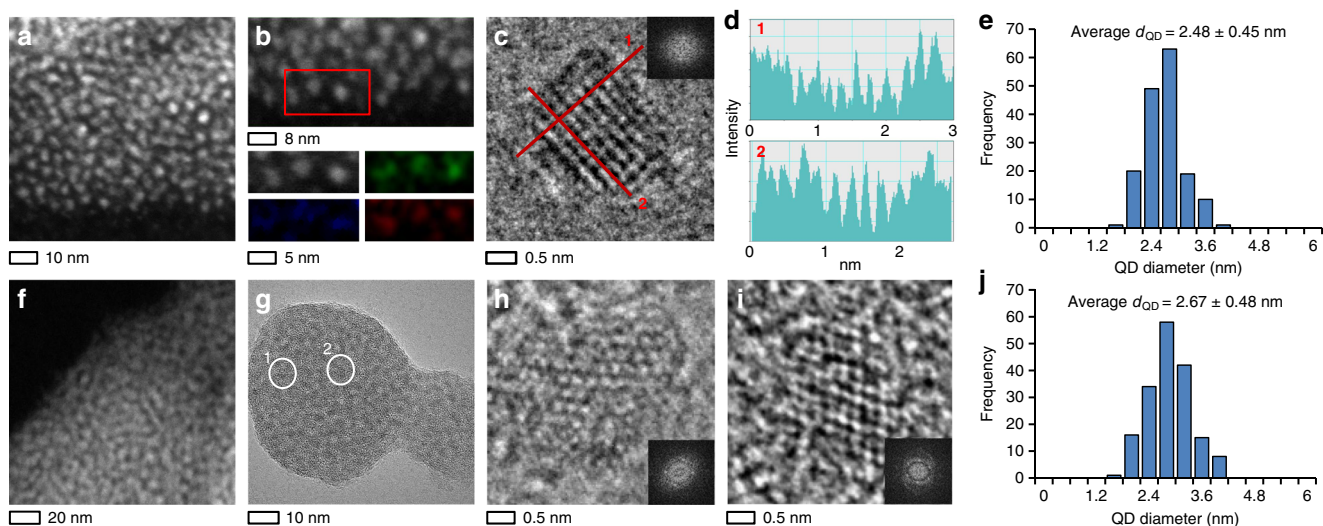 a
10 nm
b
8 nm
5 nm
c
1
2
0.5 nm
d
Intensity
1
0 1 2 3
2
0 1 2
nm
e
Average dQD = 2.48 ± 0.45 nm
Frequency
70
60
50
40
30
20
10
0
0 1.2 2.4 3.6 4.8 6
QD diameter (nm)
f
20 nm
g
1
2
10 nm
h
0.5 nm
i
0.5 nm
j
Average dQD = 2.67 ± 0.48 nm
Frequency
70
60
50
40
30
20
10
0
0 1.2 2.4 3.6 4.8 6
QD diameter (nm)